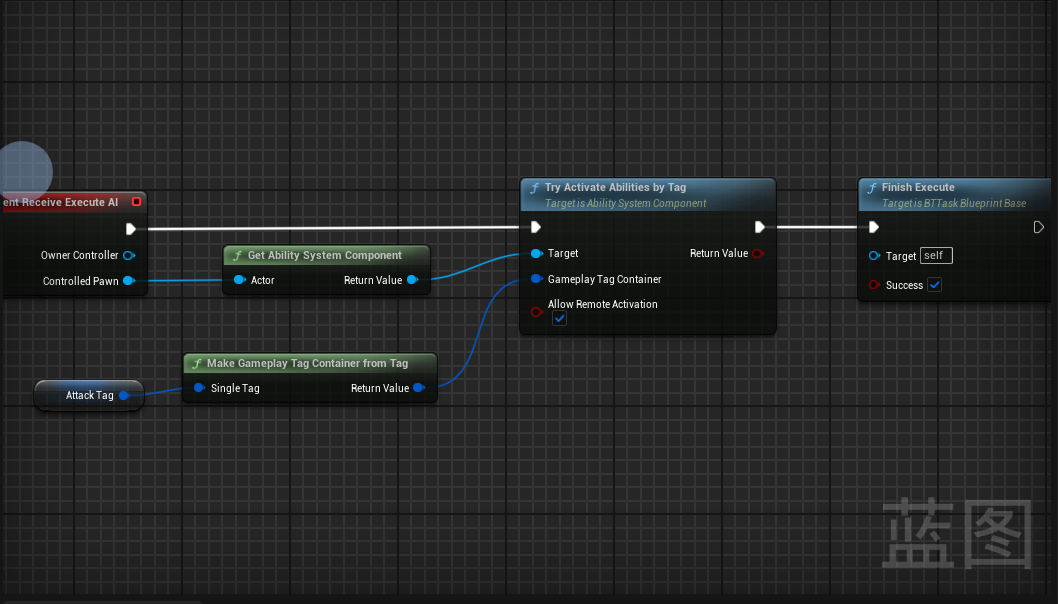 ent Receive Execute AI
Owner Controller
Controlled Pawn
Get Ability System Component
Actor
Return Value
Attack Tag
Make Gameplay Tag Container from Tag
Single Tag
Return Value
Try Activate Abilities by Tag
Target is Ability System Component
Target
Return Value
Gameplay Tag Container
Allow Remote Activation
Finish Execute
Target is BTTask Blueprint Base
Target self
Success
蓝图